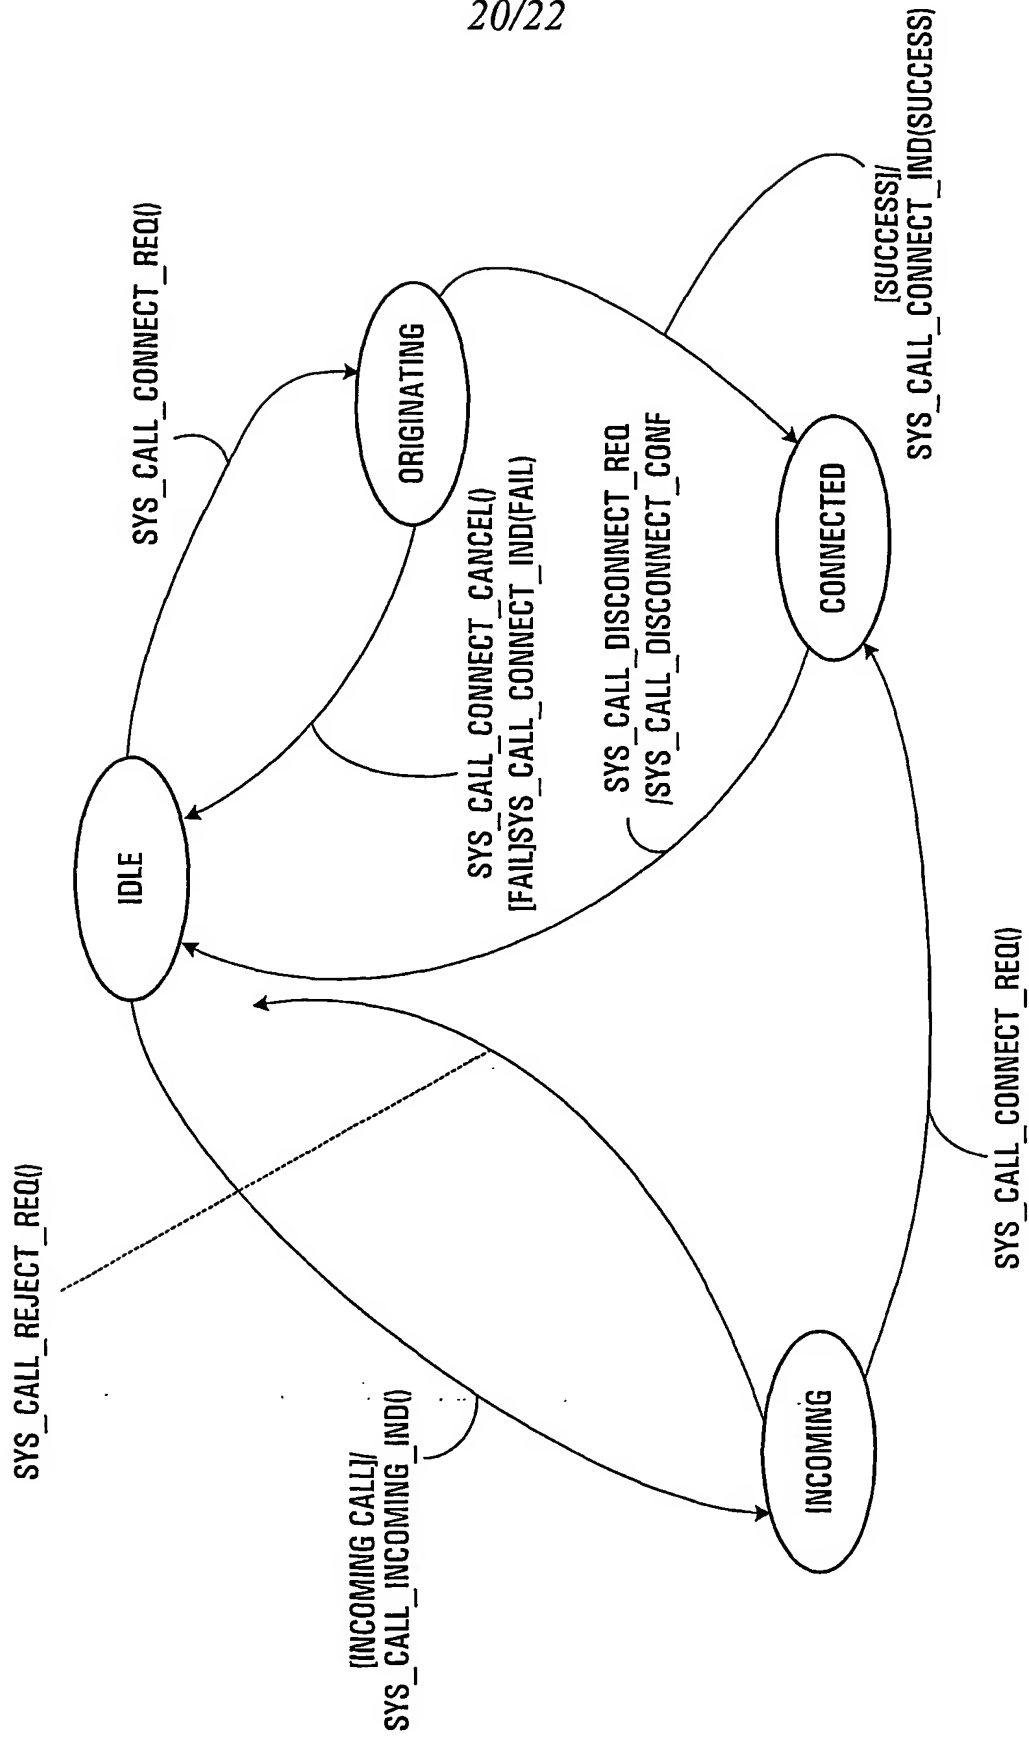 20/22
SYS_CALL_REJECT_REQ()
[INCOMING CALL]/
SYS_CALL_INCOMING_IND()
IDLE
SYS_CALL_CONNECT_REQ()
ORIGINATING
SYS_CALL_CONNECT_CANCEL()
[FAIL]SYS_CALL_CONNECT_IND(FAIL)
SYS_CALL_DISCONNECT_REQ
/SYS_CALL_DISCONNECT_CONF
[SUCCESS]/
SYS_CALL_CONNECT_IND(SUCCESS)
CONNECTED
INCOMING
SYS_CALL_CONNECT_REQ()